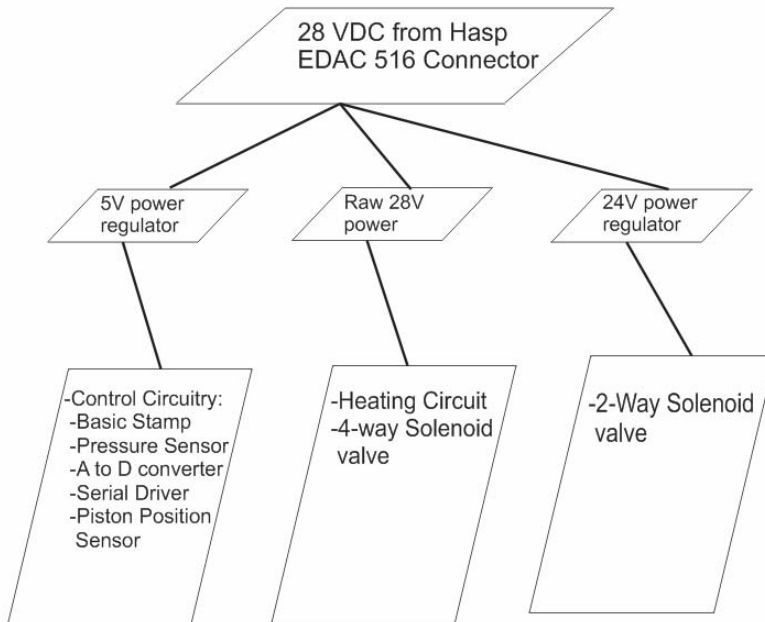 28 VDC from Hasp
EDAC 516 Connector
5V power
regulator
Raw 28V
power
24V power
regulator
-Control Circuitry:
-Basic Stamp
-Pressure Sensor
-A to D converter
-Serial Driver
-Piston Position
Sensor
-Heating Circuit
-4-way Solenoid
valve
-2-Way Solenoid
valve